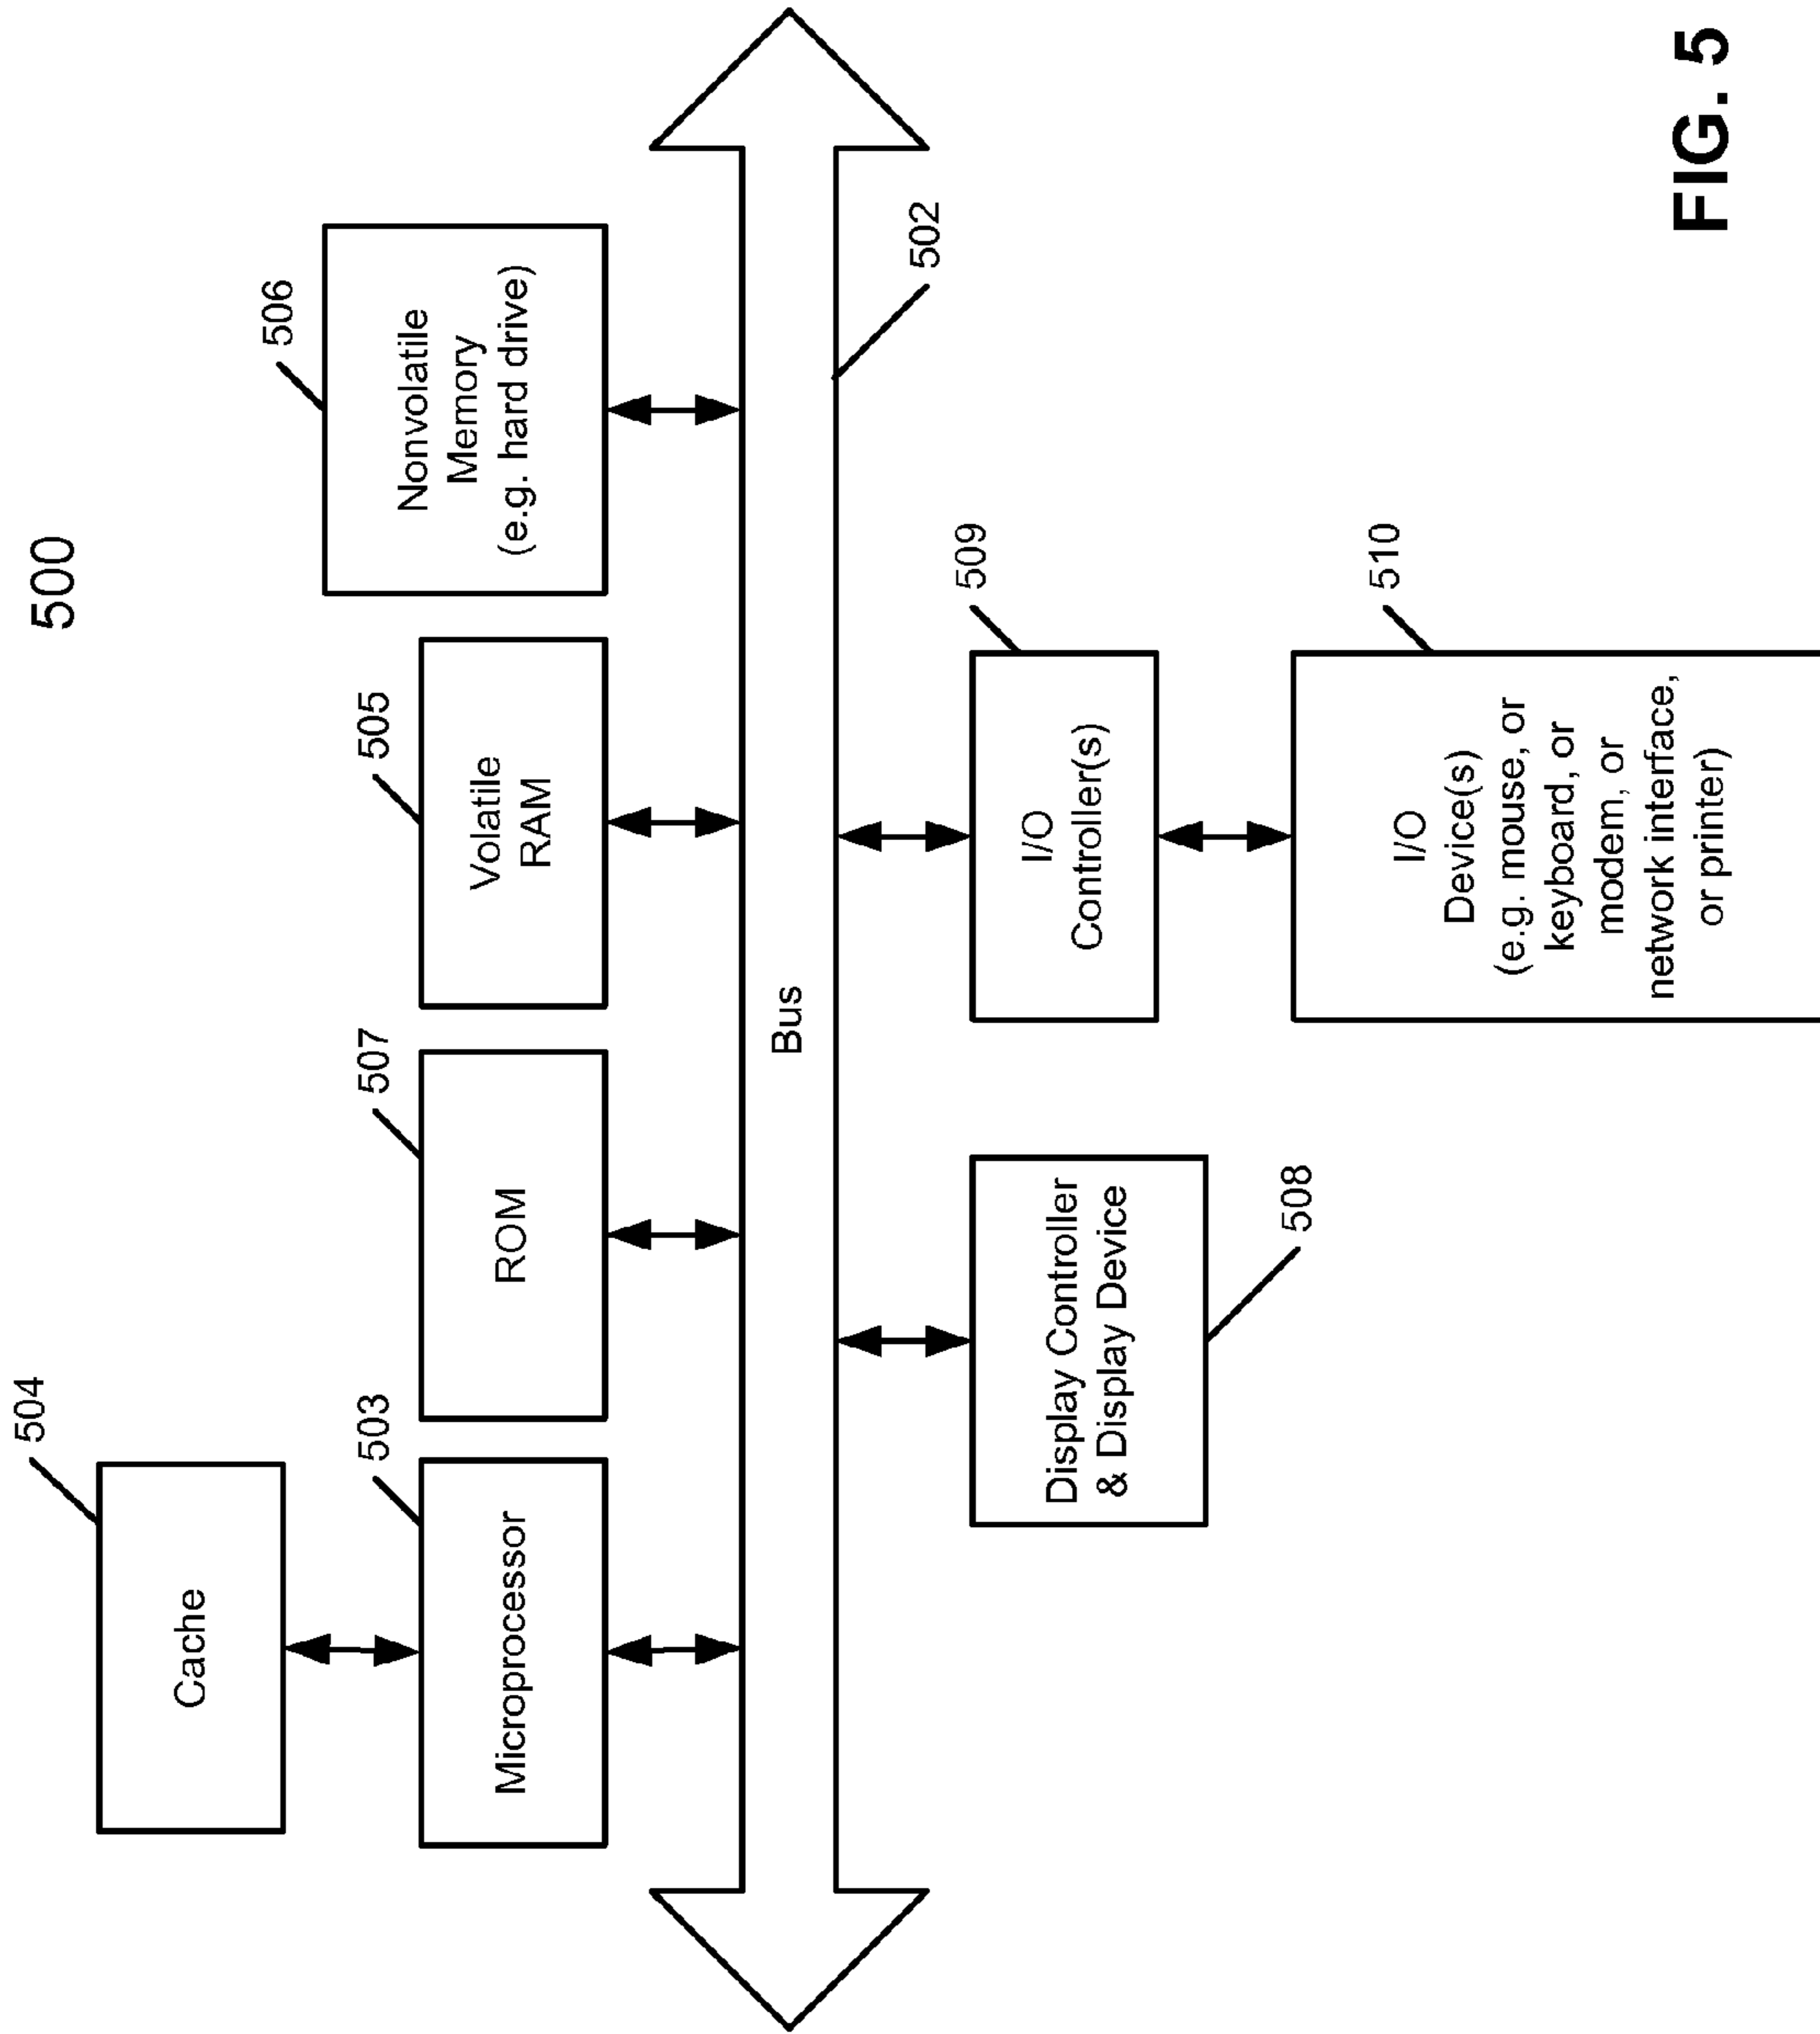 500
504
Cache
503
Microprocessor
507
ROM
505
Volatile
RAM
506
Nonvolatile
Memory
(e.g. hard drive)
Bus
502
Display Controller
& Display Device
508
509
I/O
Controller(s)
510
I/O
Device(s)
(e.g. mouse, or
keyboard, or
modem, or
network interface,
or printer)
FIG. 5